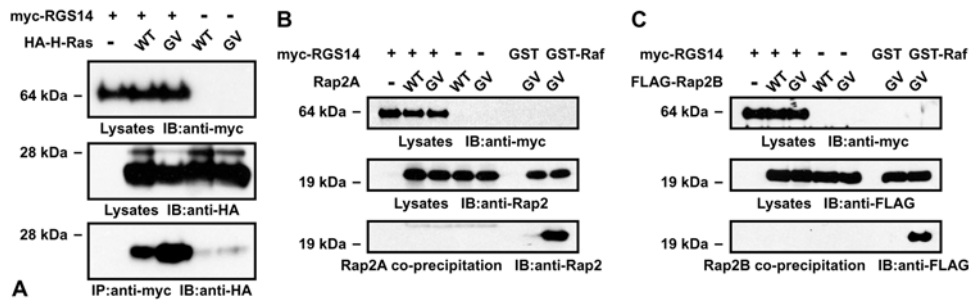 myc-RGS14 + + + - -
HA-H-Ras - WT GV WT GV
64 kDa –
Lysates IB:anti-myc
28 kDa –
Lysates IB:anti-HA
28 kDa –
IP:anti-myc IB:anti-HA
A
B
myc-RGS14 + + + - - GST GST-Raf
Rap2A - WT GV WT GV GV GV
64 kDa –
Lysates IB:anti-myc
19 kDa –
Lysates IB:anti-Rap2
19 kDa –
Rap2A co-precipitation IB:anti-Rap2
C
myc-RGS14 + + + - - GST GST-Raf
FLAG-Rap2B - WT GV WT GV GV GV
64 kDa –
Lysates IB:anti-myc
19 kDa –
Lysates IB:anti-FLAG
19 kDa –
Rap2B co-precipitation IB:anti-FLAG